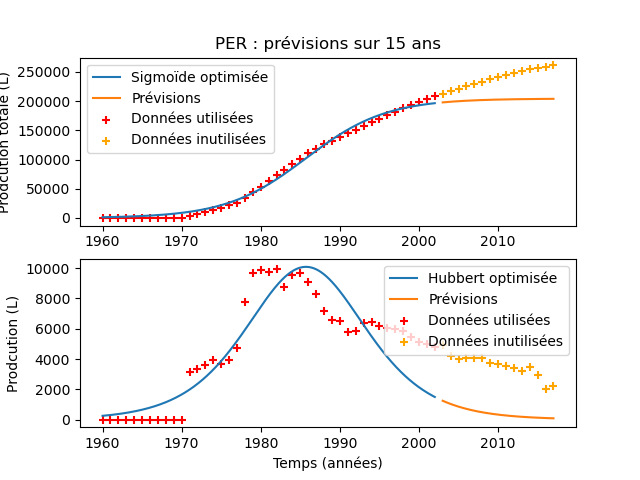 PER : prévisions sur 15 ans
Prodcution totale (L)
250000
200000
150000
100000
50000
0
Sigmoïde optimisée
Prévisions
Données utilisées
Données inutilisées
1960 1970 1980 1990 2000 2010
Prodcution (L)
10000
8000
6000
4000
2000
0
Hubbert optimisée
Prévisions
Données utilisées
Données inutilisées
1960 1970 1980 1990 2000 2010
Temps (années)